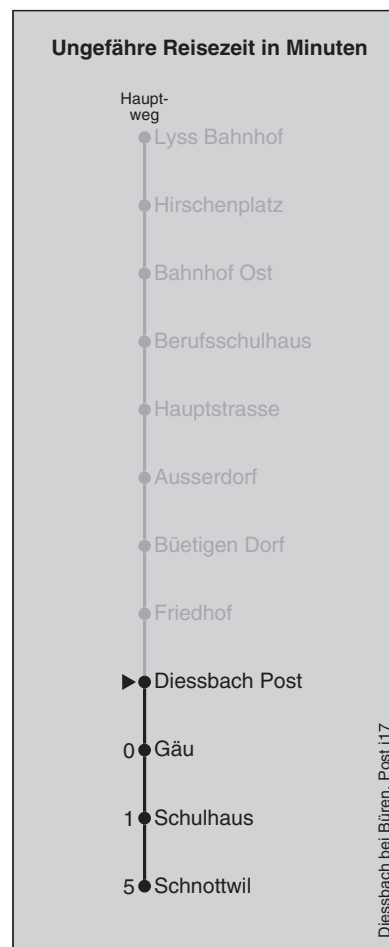 Ungefähre Reisezeit in Minuten
Haupt-
weg
Lyss Bahnhof
Hirschenplatz
Bahnhof Ost
Berufsschulhaus
Hauptstrasse
Ausserdorf
Büetigen Dorf
Friedhof
Diessbach Post
0 Gäu
1 Schulhaus
5 Schnottwil
Diessbach bei Büren, Post j17